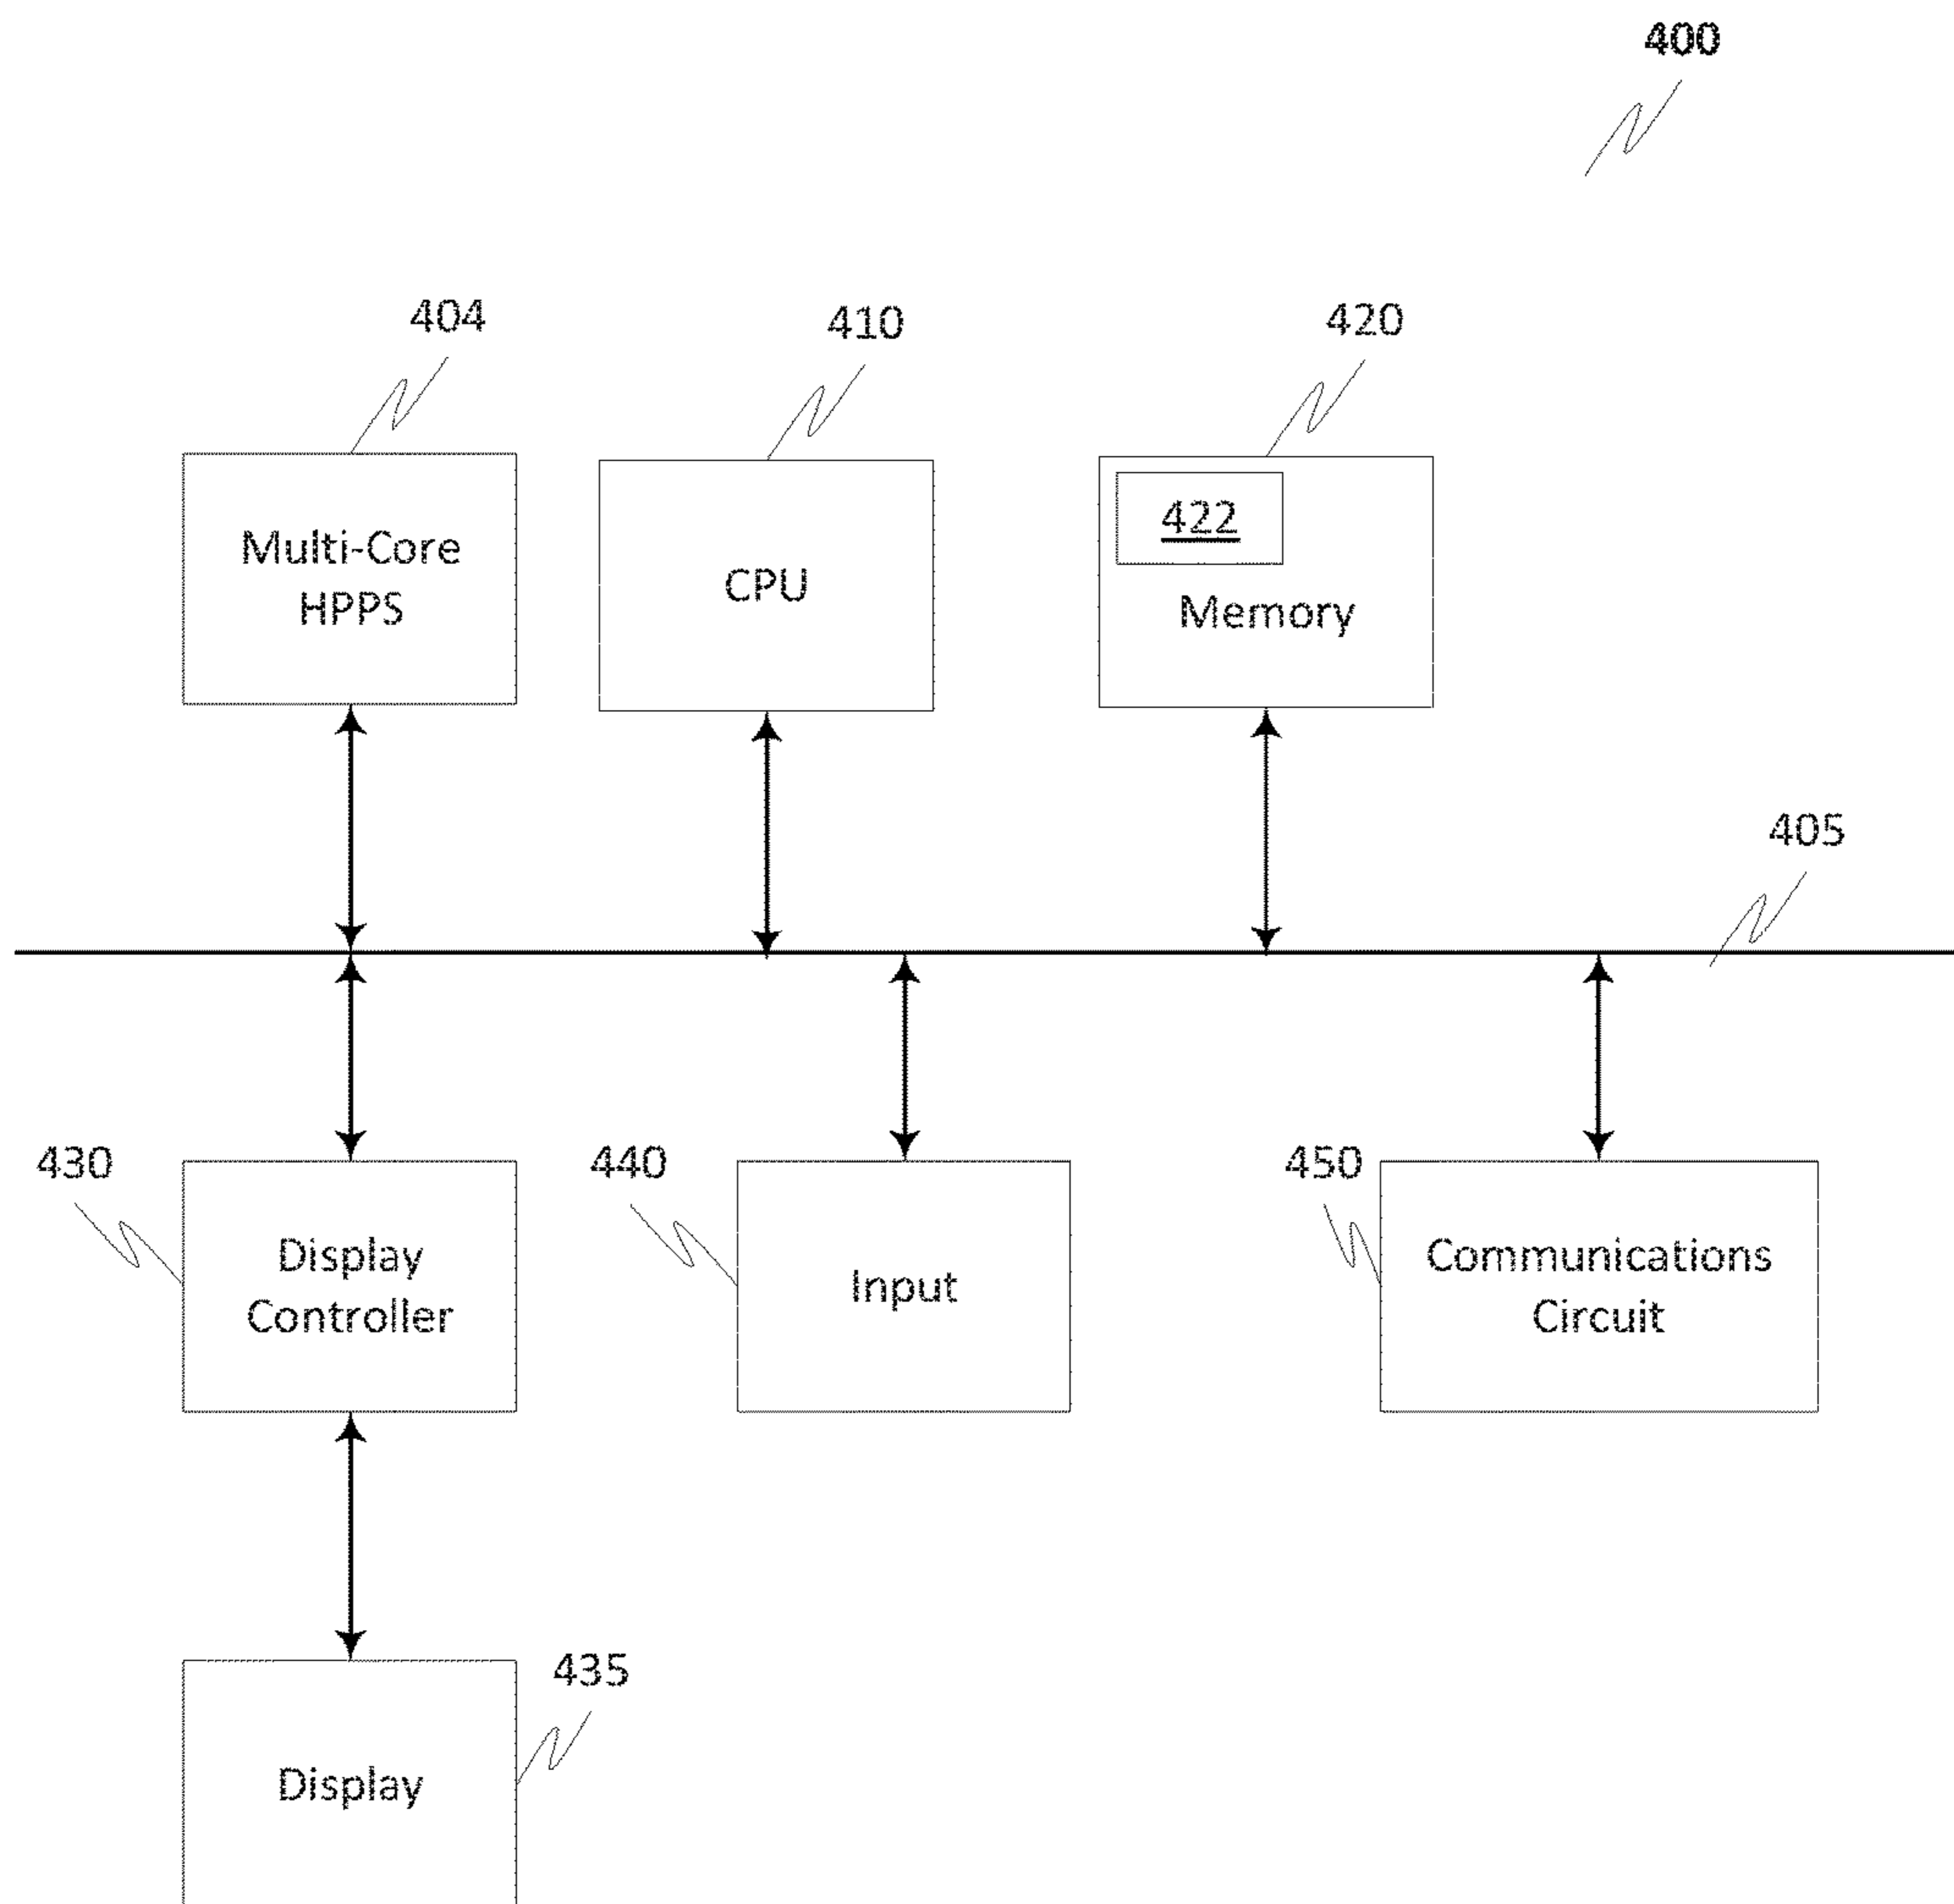 400
404
410
420
Multi-Core
HPPS
CPU
422
Memory
405
430
440
450
Display
Controller
Input
Communications
Circuit
435
Display